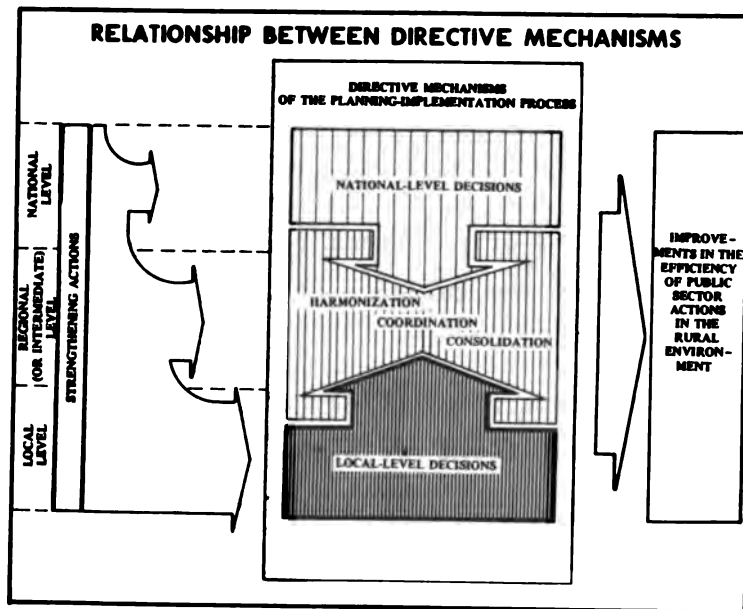 RELATIONSHIP BETWEEN DIRECTIVE MECHANISMS
DIRECTIVE MECHANISMS
OF THE PLANNING-IMPLEMENTATION PROCESS
NATIONAL
LEVEL
REGIONAL
(OR INTERMEDIATE)
LEVEL
LOCAL
LEVEL
STRENGTHENING ACTIONS
NATIONAL-LEVEL DECISIONS
HARMONIZATION
COORDINATION
CONSOLIDATION
LOCAL-LEVEL DECISIONS
IMPROVE-
MENTS IN THE
EFFICIENCY
OF PUBLIC
SECTOR
ACTIONS
IN THE
RURAL
ENVIRON-
MENT